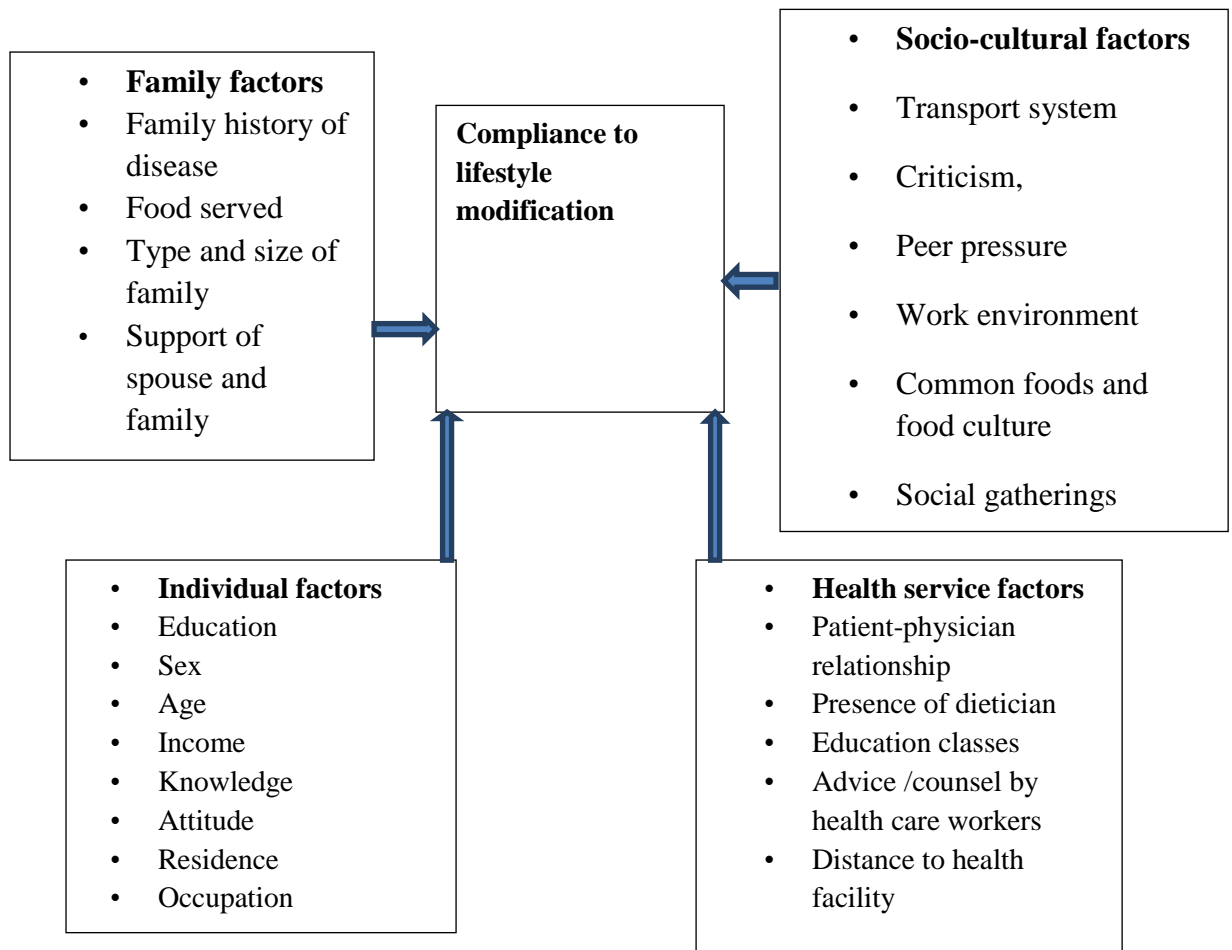 • Family factors
• Family history of
disease
• Food served
• Type and size of
family
• Support of
spouse and
family
Compliance to
lifestyle
modification
• Socio-cultural factors
• Transport system
• Criticism,
• Peer pressure
• Work environment
• Common foods and
food culture
• Social gatherings
• Individual factors
• Education
• Sex
• Age
• Income
• Knowledge
• Attitude
• Residence
• Occupation
• Health service factors
• Patient-physician
relationship
• Presence of dietician
• Education classes
• Advice /counsel by
health care workers
• Distance to health
facility